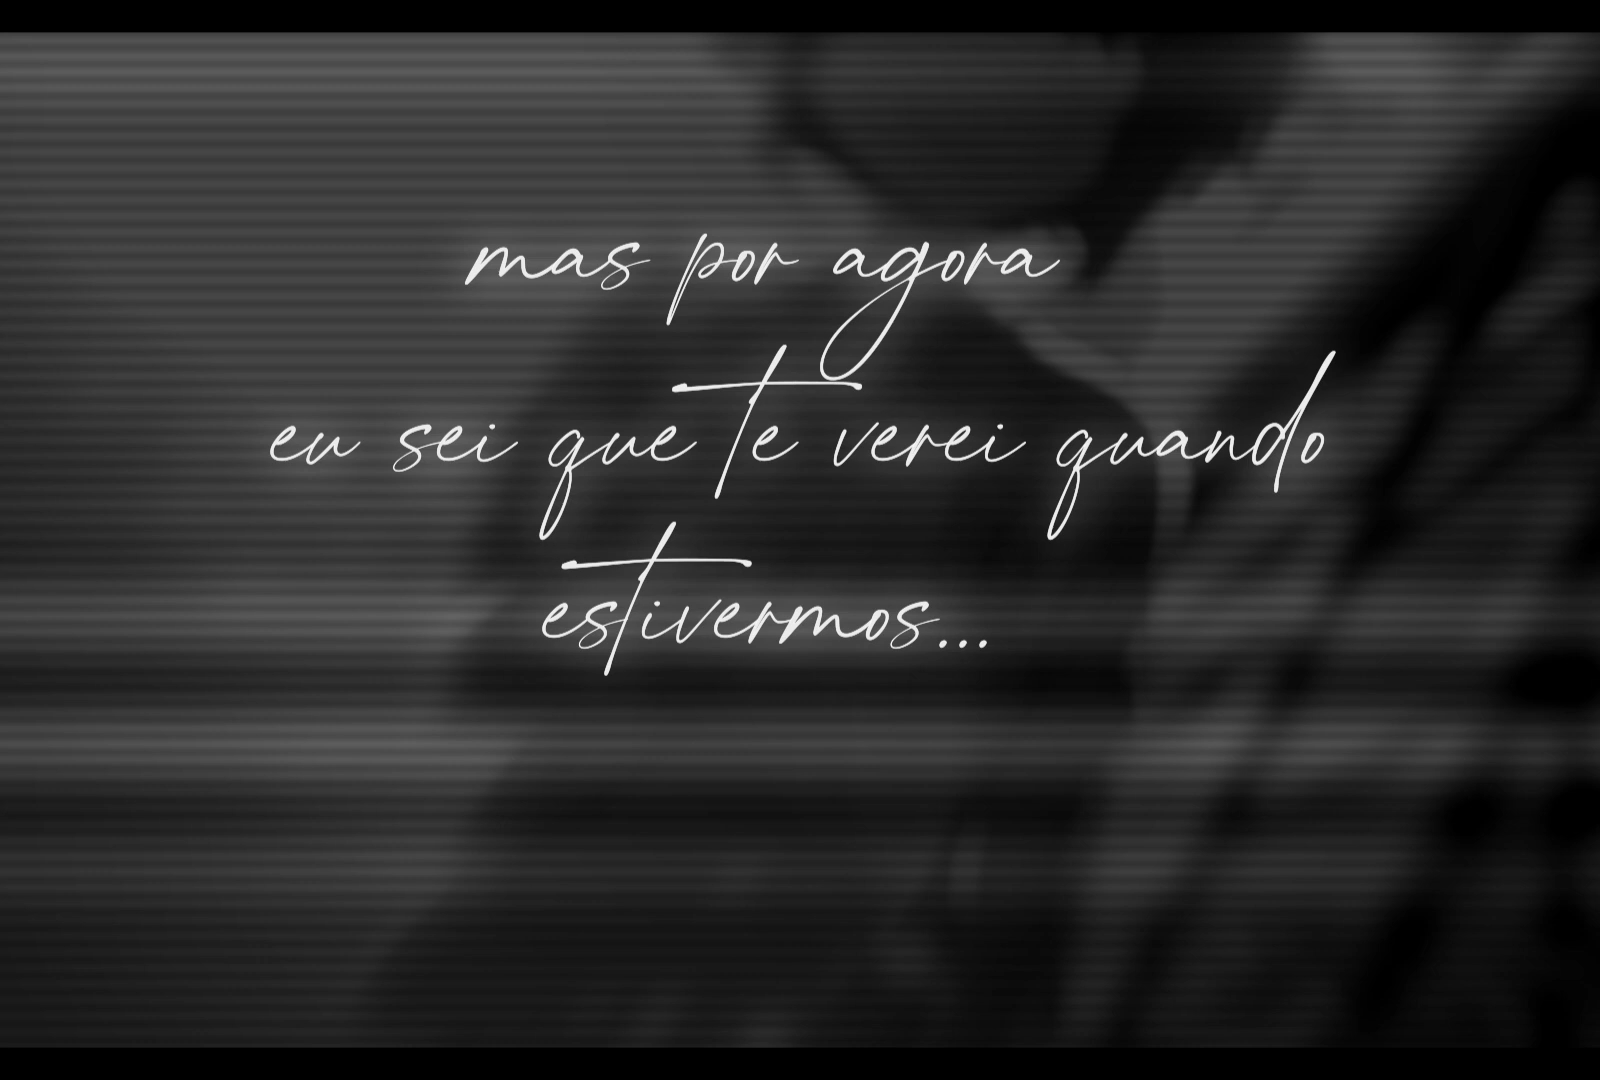 mas por agora
eu sei que te verei quando
estivermos...